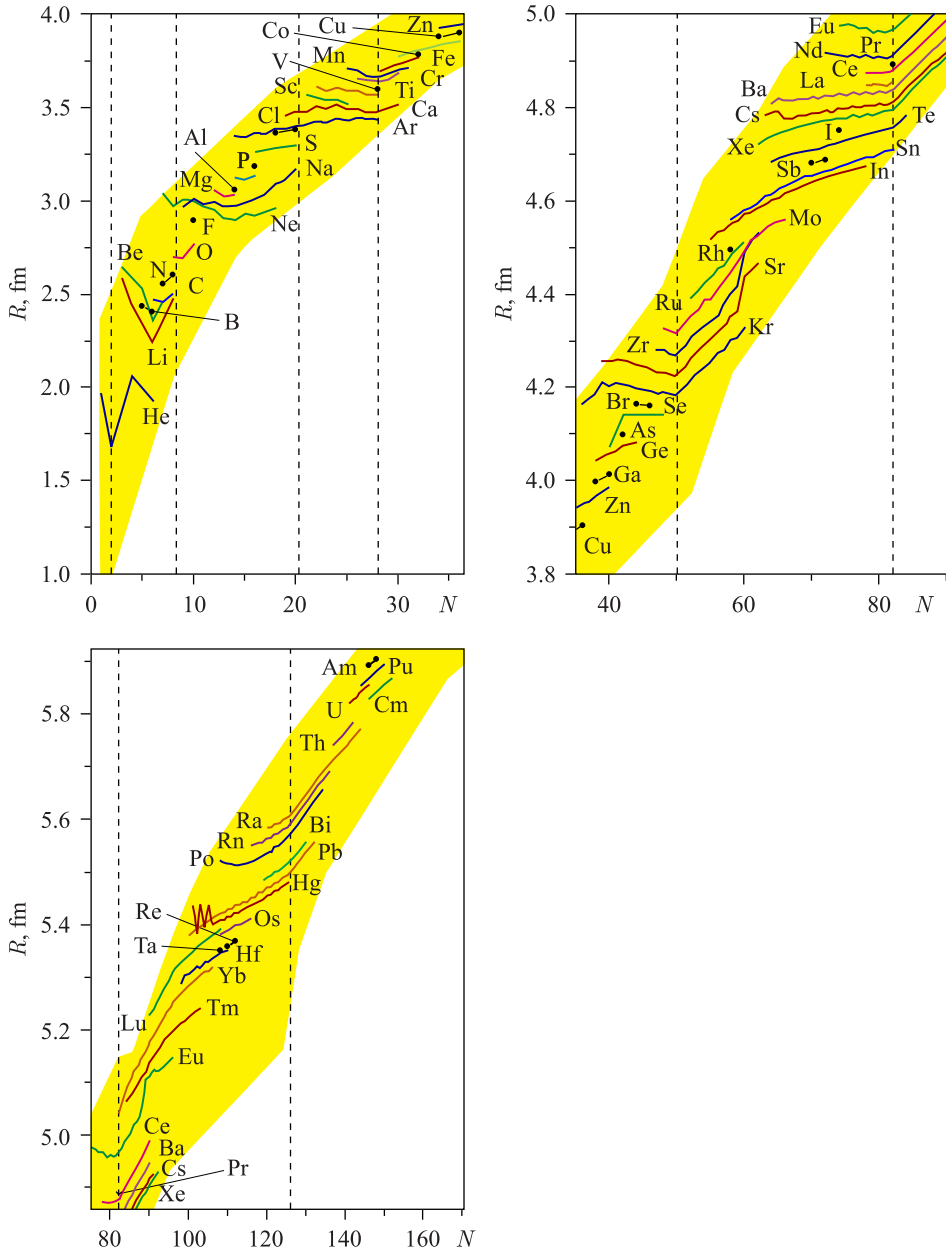 4.0
3.5
3.0
2.5
2.0
1.5
1.0
R, fm
0
10
20
30
N
Cu
Zn
Co
V
Mn
Fe
Sc
Cr
Ti
Ca
Cl
Al
S
Ar
P
Mg
Na
F
Ne
Be
N
O
C
B
Li
He
5.0
4.8
4.6
4.4
4.2
4.0
3.8
R, fm
40
60
80
N
Eu
Nd
Pr
Ce
Ba
La
Cs
I
Te
Xe
Sb
Sn
In
Rh
Mo
Ru
Sr
Zr
Kr
Br
Se
As
Ge
Ga
Zn
Cu
5.8
5.6
5.4
5.2
5.0
R, fm
80
100
120
140
160
N
Am
Pu
U
Cm
Th
Ra
Rn
Bi
Po
Pb
Hg
Re
Os
Ta
Hf
Yb
Lu
Tm
Eu
Ce
Ba
Pr
Cs
Xe